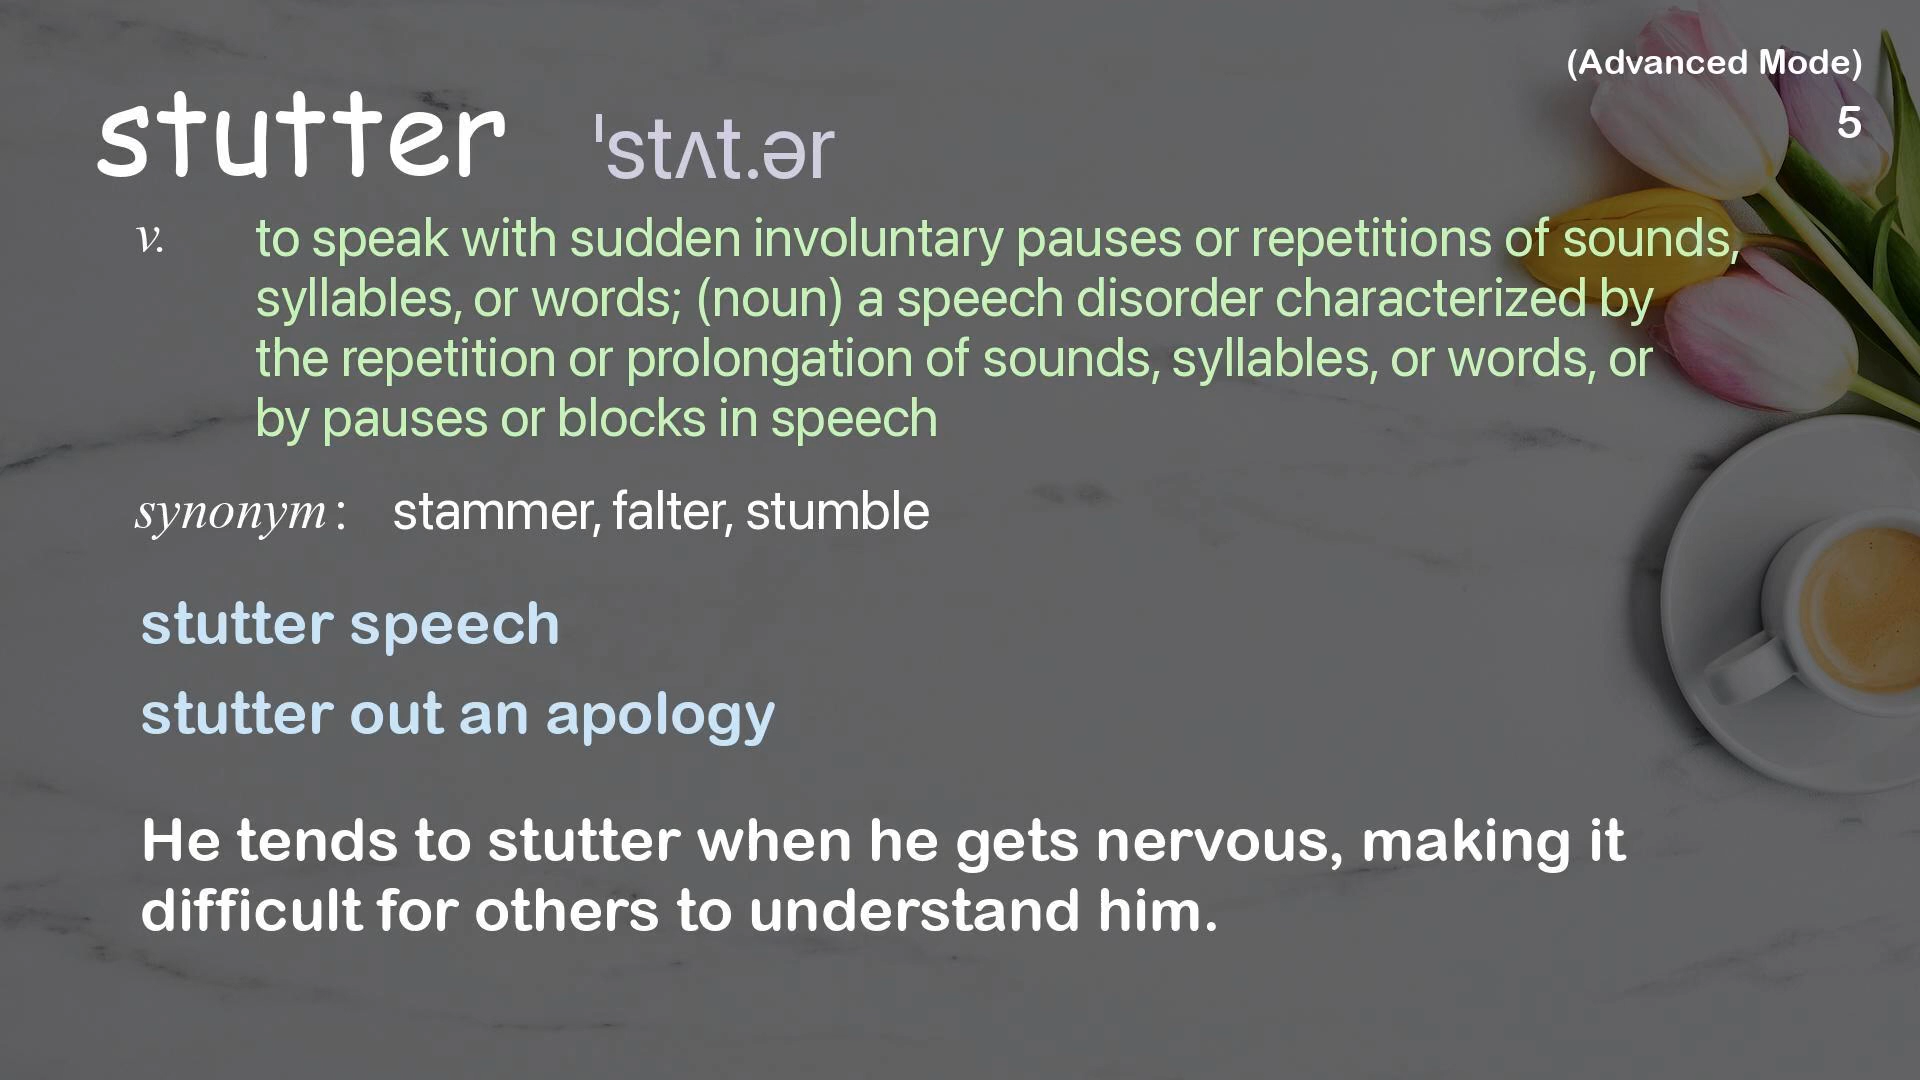 (Advanced Mode)
5
stutter ˈstʌt.ər
v. to speak with sudden involuntary pauses or repetitions of sounds,
syllables, or words; (noun) a speech disorder characterized by
the repetition or prolongation of sounds, syllables, or words, or
by pauses or blocks in speech
synonym : stammer, falter, stumble
stutter speech
stutter out an apology
He tends to stutter when he gets nervous, making it
difficult for others to understand him.